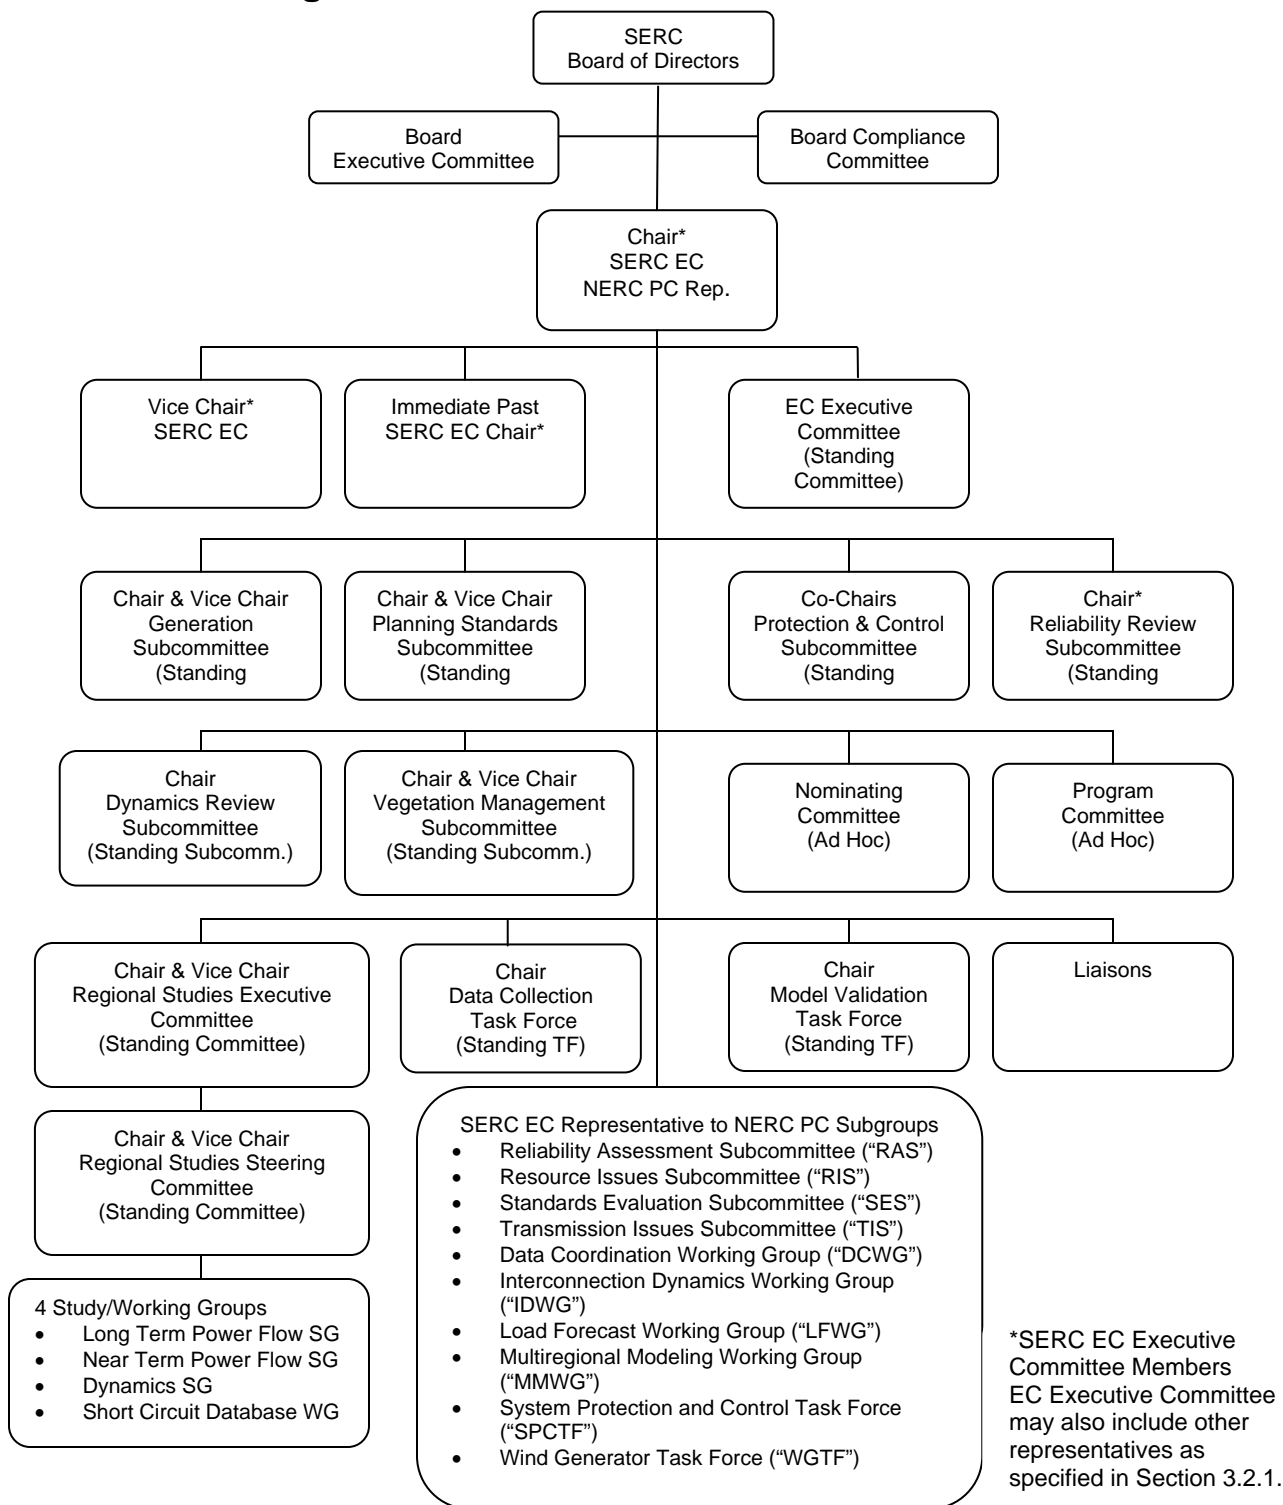 SERC
Board of Directors
Board
Executive Committee
Board Compliance
Committee
Chair*
SERC EC
NERC PC Rep.
Vice Chair*
SERC EC
Immediate Past
SERC EC Chair*
EC Executive
Committee
(Standing
Committee)
Chair & Vice Chair
Generation
Subcommittee
(Standing
Chair & Vice Chair
Planning Standards
Subcommittee
(Standing
Co-Chairs
Protection & Control
Subcommittee
(Standing
Chair*
Reliability Review
Subcommittee
(Standing
Chair
Dynamics Review
Subcommittee
(Standing Subcomm.)
Chair & Vice Chair
Vegetation Management
Subcommittee
(Standing Subcomm.)
Nominating
Committee
(Ad Hoc)
Program
Committee
(Ad Hoc)
Chair & Vice Chair
Regional Studies Executive
Committee
(Standing Committee)
Chair
Data Collection
Task Force
(Standing TF)
Chair
Model Validation
Task Force
(Standing TF)
Liaisons
Chair & Vice Chair
Regional Studies Steering
Committee
(Standing Committee)
4 Study/Working Groups
• Long Term Power Flow SG
• Near Term Power Flow SG
• Dynamics SG
• Short Circuit Database WG
SERC EC Representative to NERC PC Subgroups
• Reliability Assessment Subcommittee (“RAS”)
• Resource Issues Subcommittee (“RIS”)
• Standards Evaluation Subcommittee (“SES”)
• Transmission Issues Subcommittee (“TIS”)
• Data Coordination Working Group (“DCWG”)
• Interconnection Dynamics Working Group
(“IDWG”)
• Load Forecast Working Group (“LFWG”)
• Multiregional Modeling Working Group
(“MMWG”)
• System Protection and Control Task Force
(“SPCTF”)
• Wind Generator Task Force (“WGTF”)
*SERC EC Executive
Committee Members
EC Executive Committee
may also include other
representatives as
specified in Section 3.2.1.